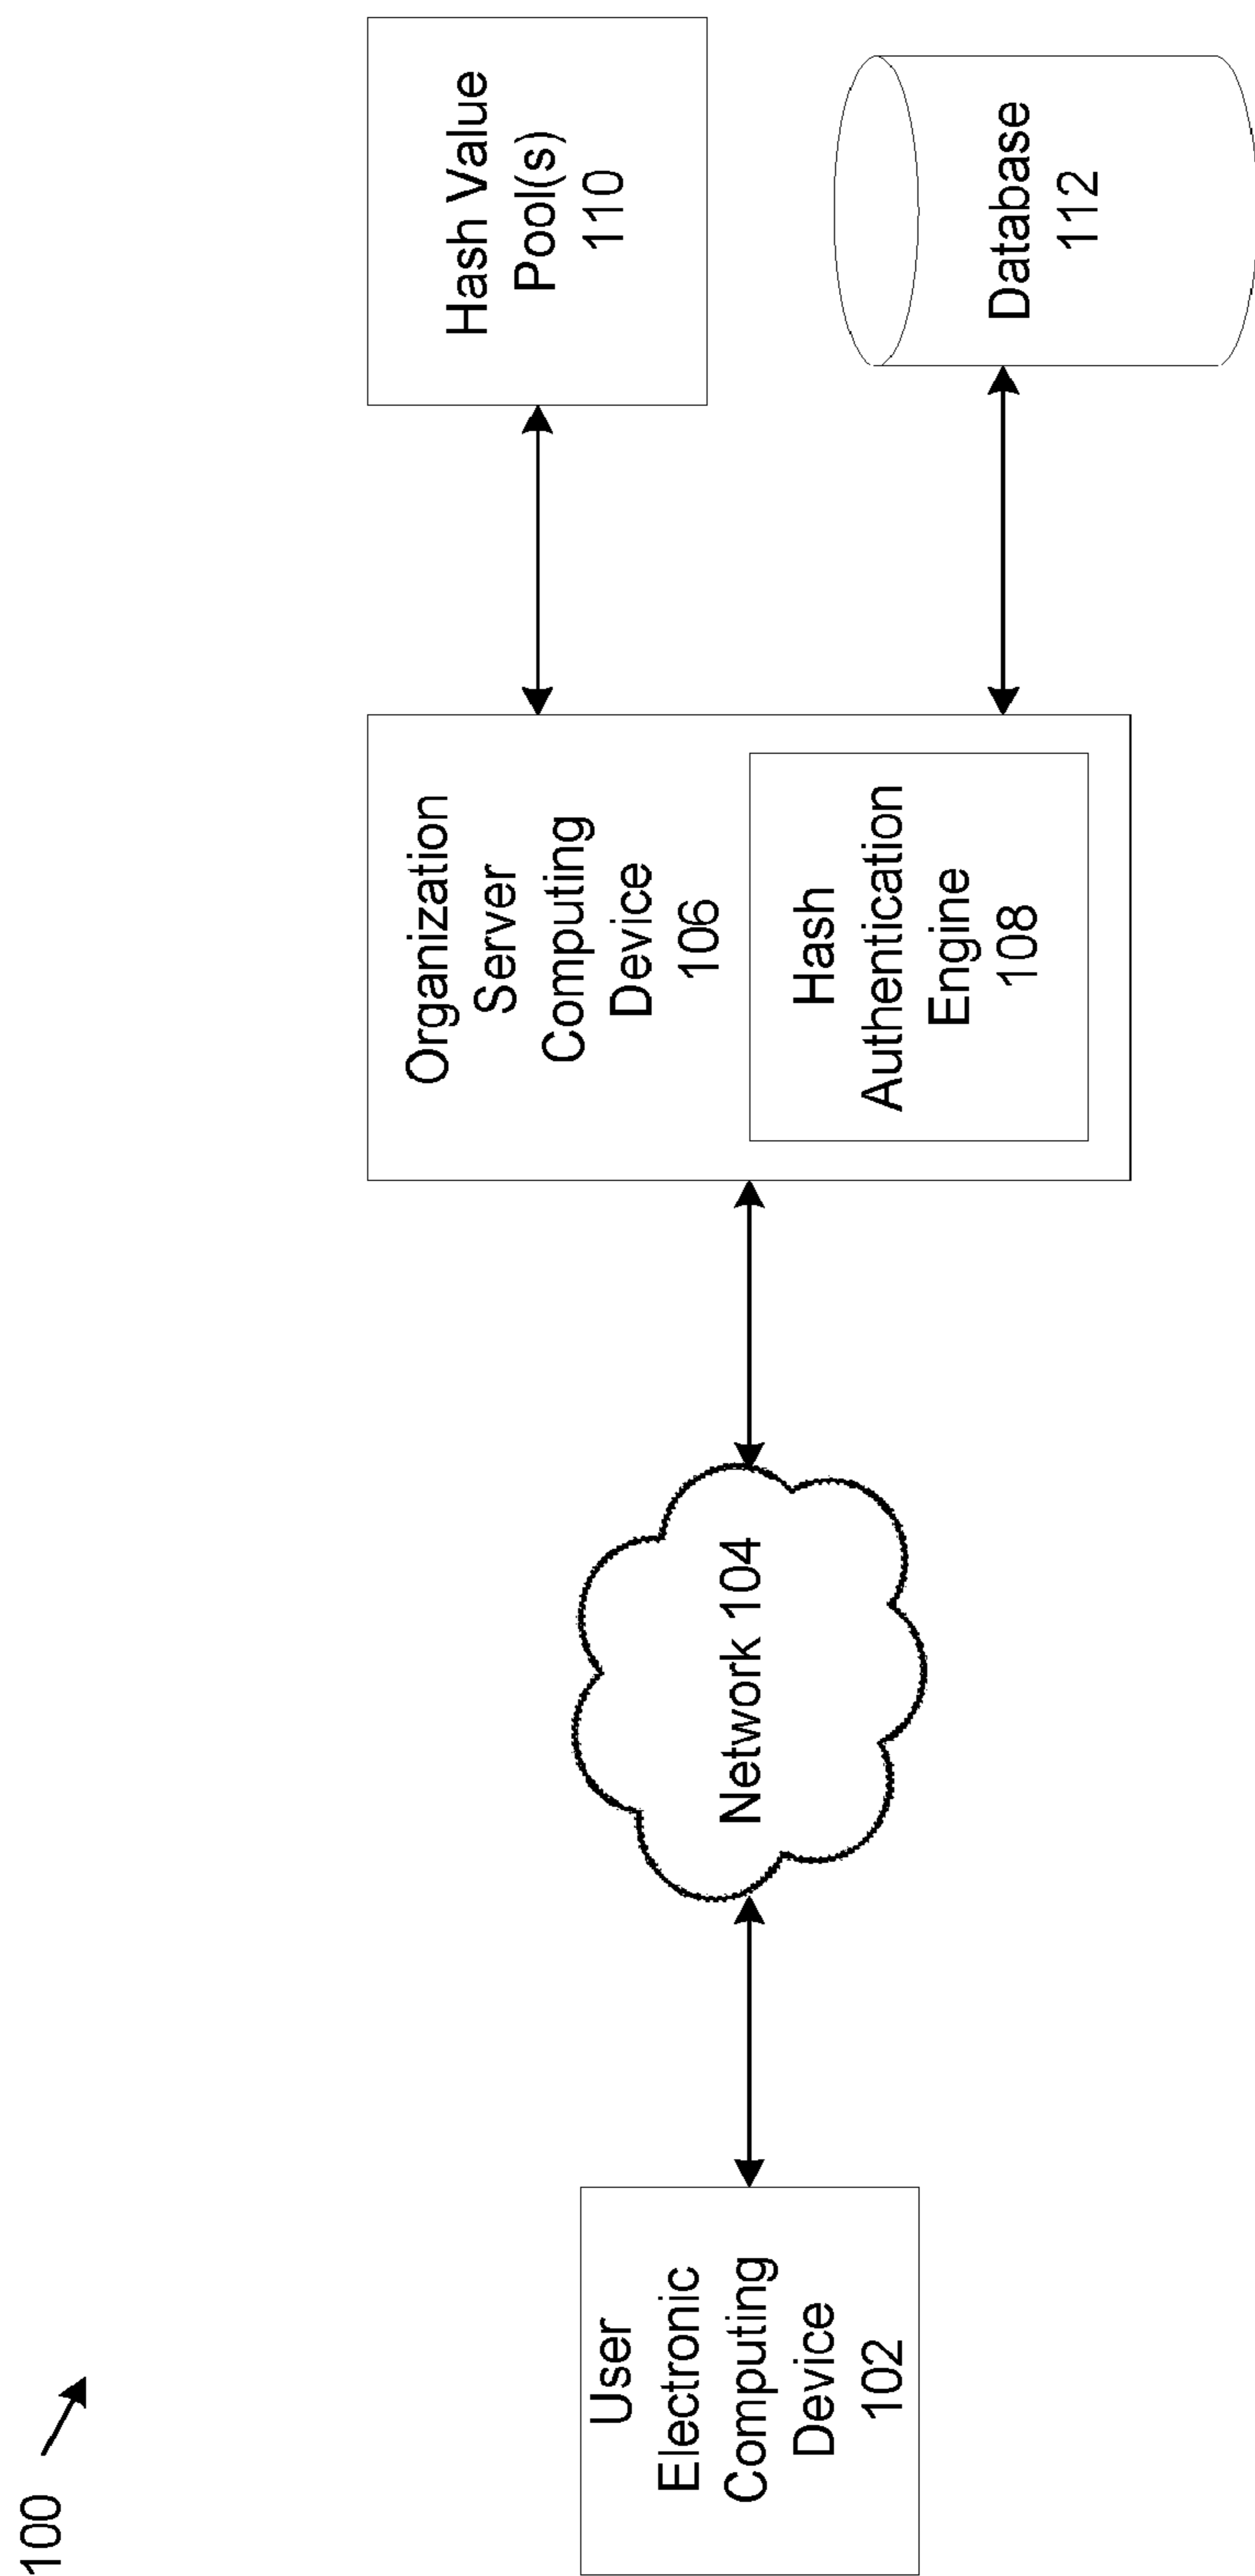 100
User
Electronic
Computing
Device
102
Network 104
Organization
Server
Computing
Device
106
Hash
Authentication
Engine
108
Hash Value
Pool(s)
110
Database
112